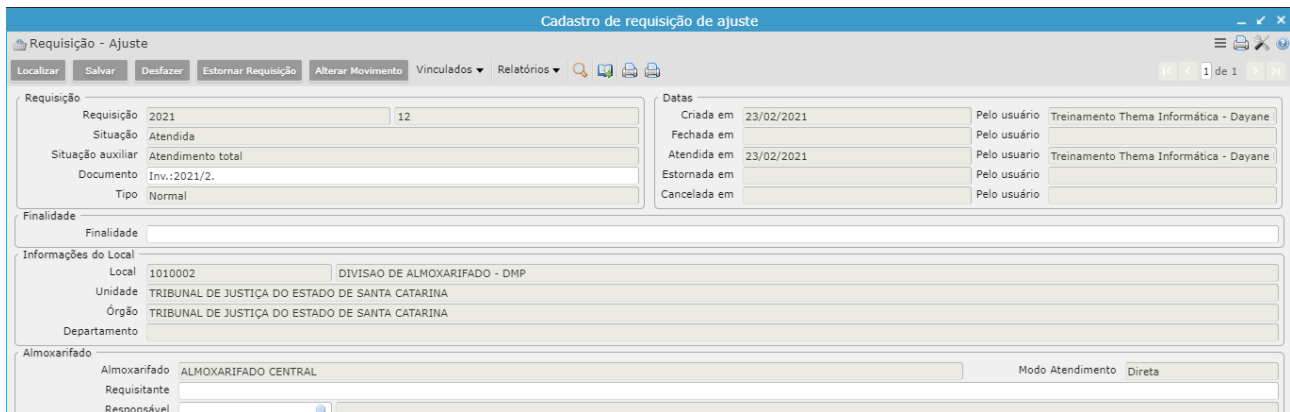 Cadastro de requisição de ajuste
Requisição - Ajuste
Localizar Salvar Desfazer Estornar Requisição Alterar Movimento Vinculados Relatórios 1 de 1
Requisição
Requisição 2021 12
Situação Atendida
Situação auxiliar Atendimento total
Documento Inv.:2021/2.
Tipo Normal
Datas
Criada em 23/02/2021 Pelo usuário Treinamento Thema Informática - Dayane
Fechada em Pelo usuário
Atendida em 23/02/2021 Pelo usuario Treinamento Thema Informática - Dayane
Estornada em Pelo usuário
Cancelada em Pelo usuário
Finalidade
Finalidade
Informações do Local
Local 1010002 DIVISAO DE ALMOXARIFADO - DMP
Unidade TRIBUNAL DE JUSTIÇA DO ESTADO DE SANTA CATARINA
Órgão TRIBUNAL DE JUSTIÇA DO ESTADO DE SANTA CATARINA
Departamento
Almoxarifado
Almoxarifado ALMOXARIFADO CENTRAL Modo Atendimento Direta
Requisitante
Responsável